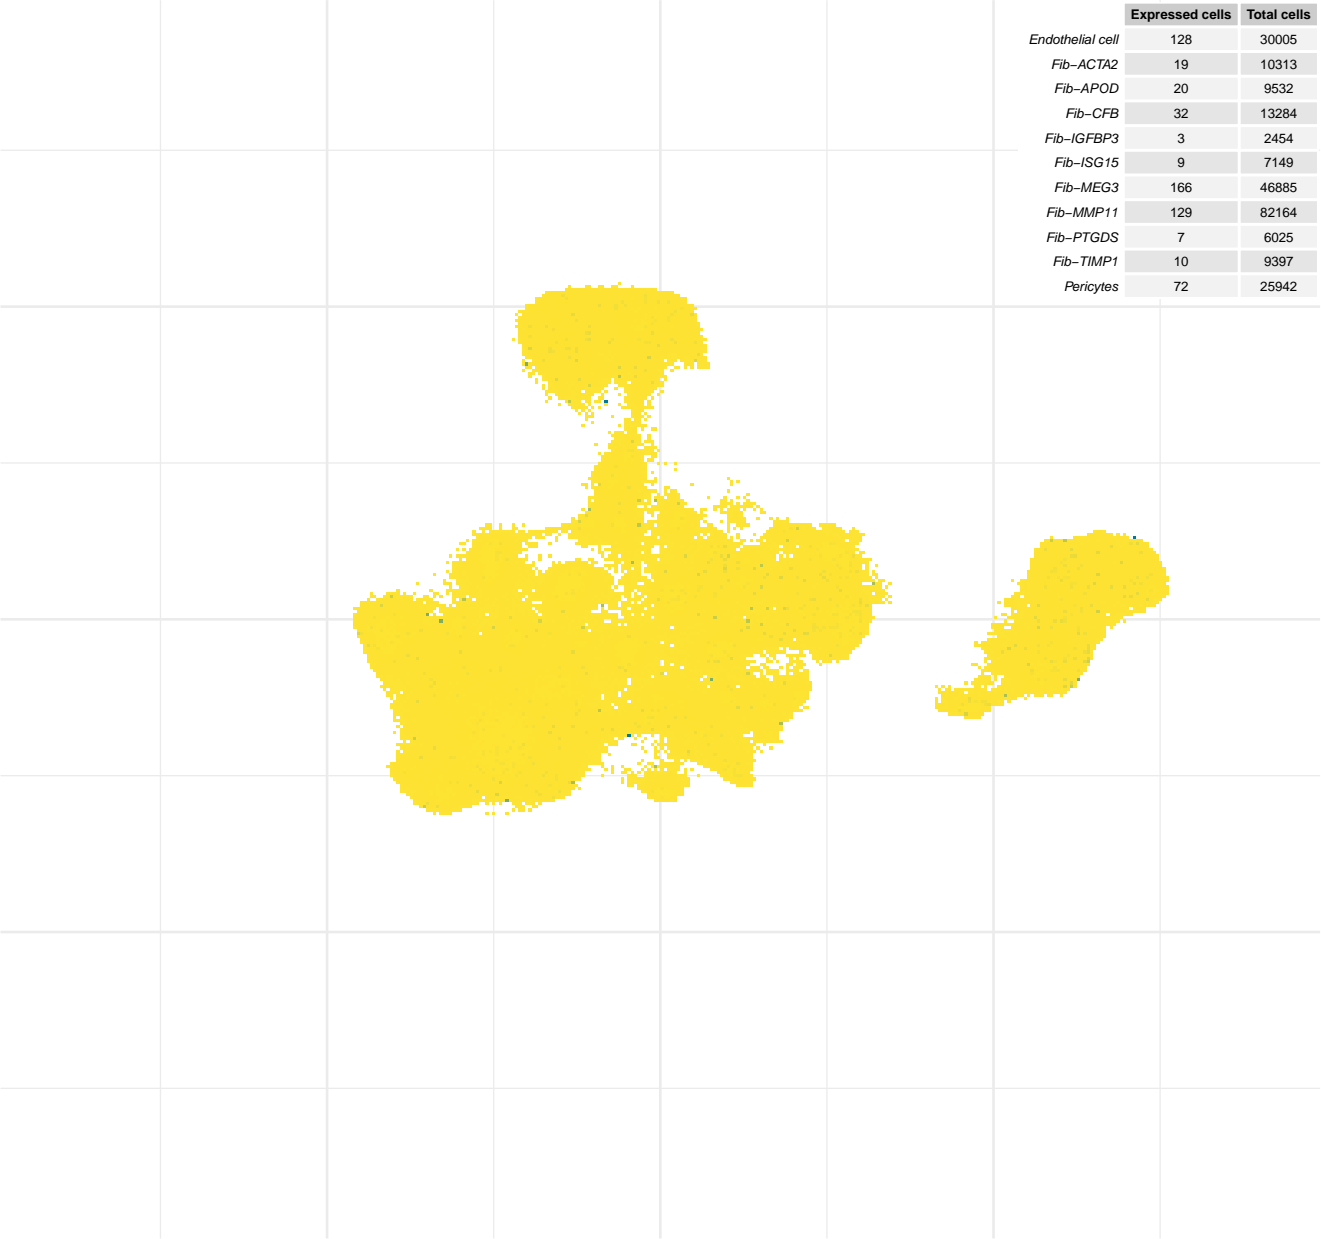 Expressed cells Total cells
Endothelial cell 128 30005
Fib−ACTA2 19 10313
Fib−APOD 20 9532
Fib−CFB 32 13284
Fib−IGFBP3 3 2454
Fib−ISG15 9 7149
Fib−MEG3 166 46885
Fib−MMP11 129 82164
Fib−PTGDS 7 6025
Fib−TIMP1 10 9397
Pericytes 72 25942